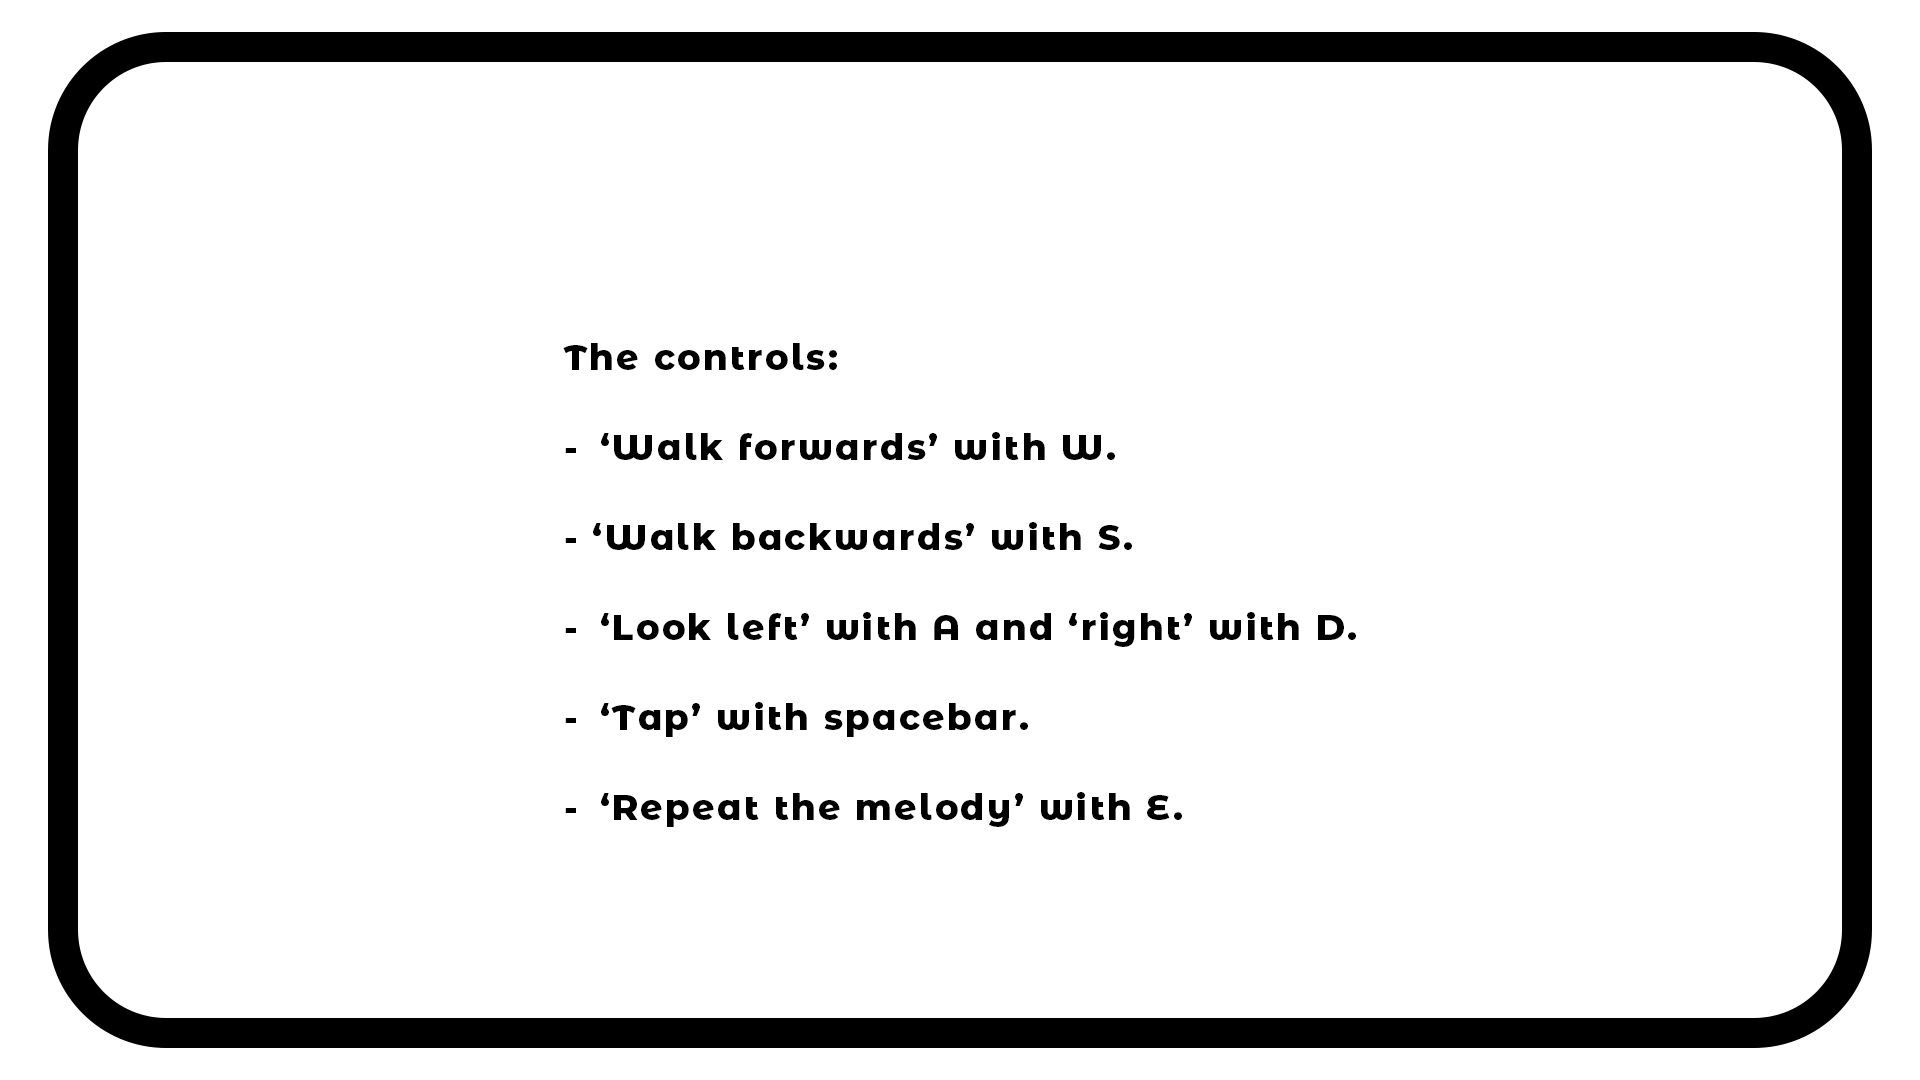 The controls:
-  ‘Walk forwards’ with W.
- ‘Walk backwards’ with S.
-  ‘Look left’ with A and ‘right’ with D.
-  ‘Tap’ with spacebar.
-  ‘Repeat the melody’ with E.